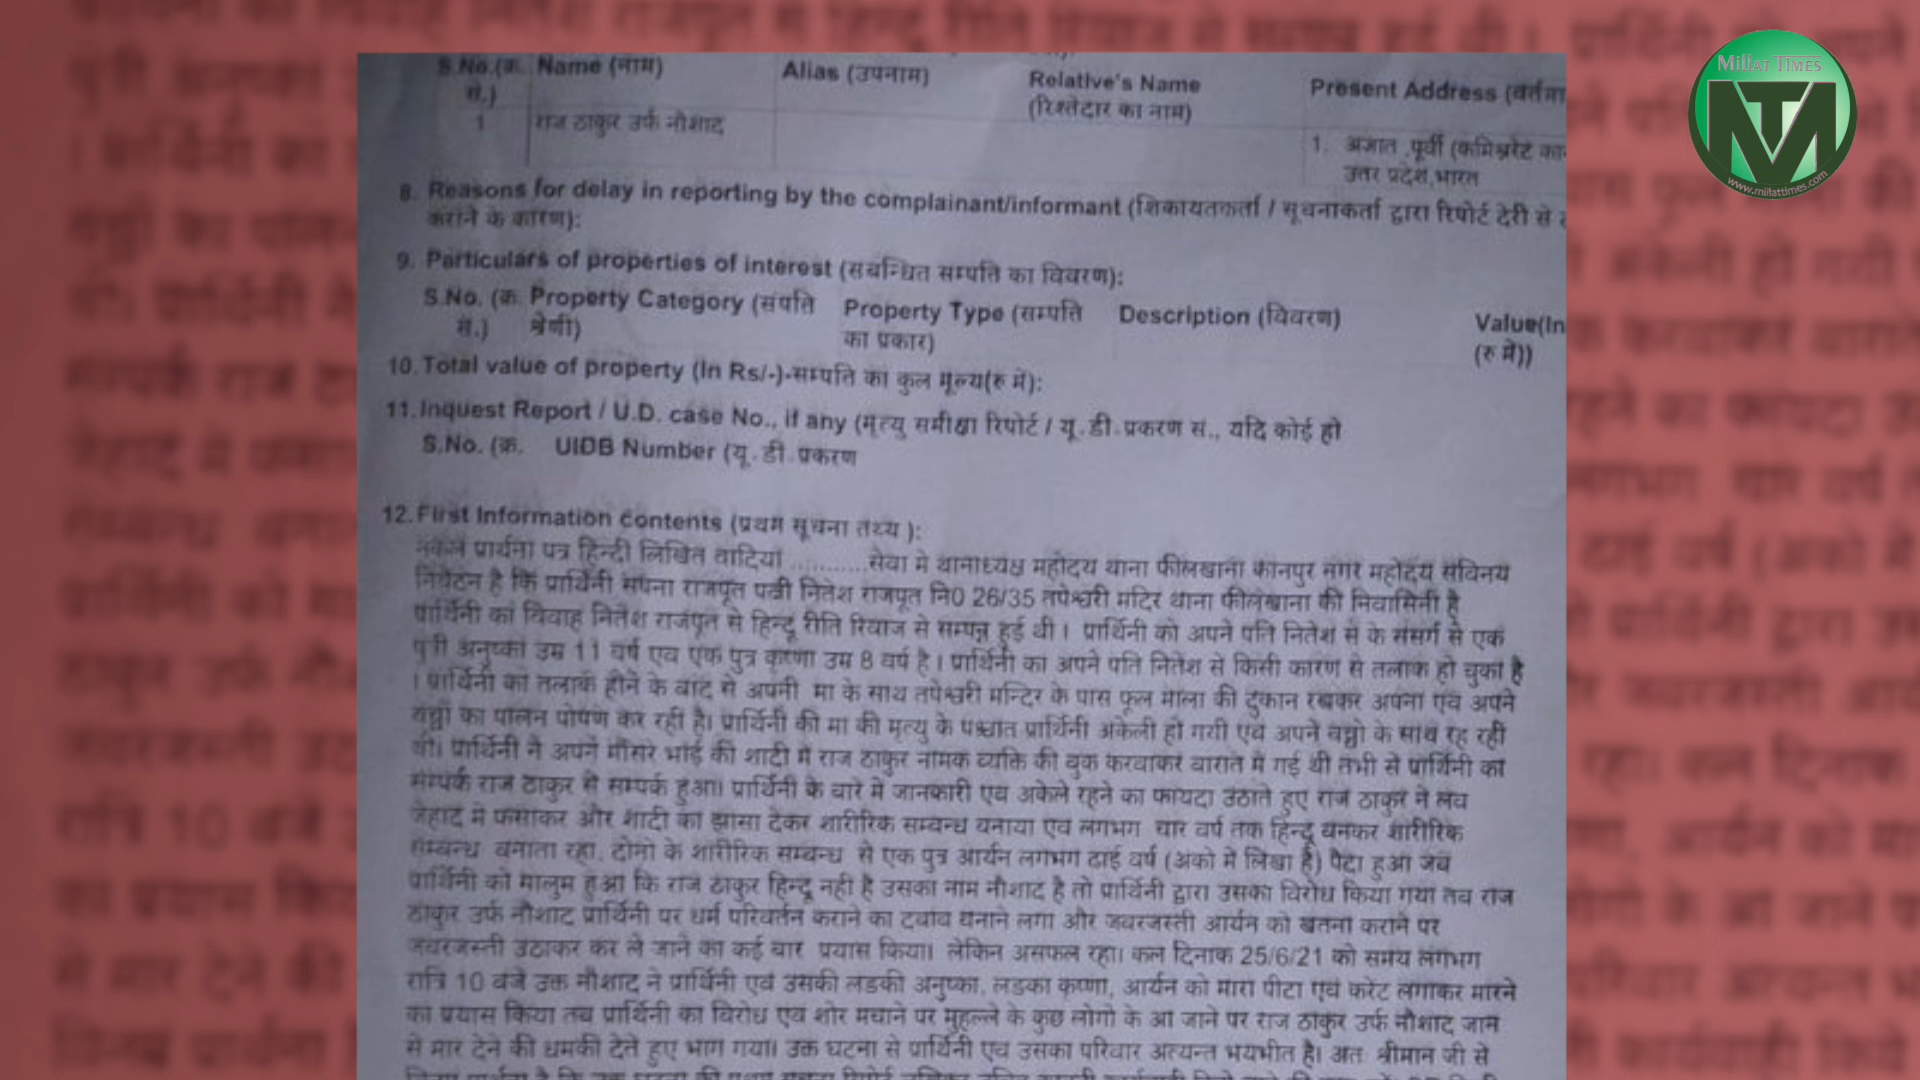 MILLAT TIMES
TM
www.millattimes.com
S.No.(क्र. Name (नाम) Alias (उपनाम) Relative's Name Present Address (वर्तमा
सं.) (रिश्तेदार का नाम)
1 राज ठाकुर उर्फ नौशाद
1. अज्ञात ,पूर्वी (कमिश्नरेट का
उत्तर प्रदेश,भारत
8. Reasons for delay in reporting by the complainant/informant (शिकायतकर्ता / सूचनाकर्ता द्वारा रिपोर्ट देरी से
कराने के कारण):
9. Particulars of properties of interest (सबन्धित सम्पति का विवरण):
S.No. (क्र. Property Category (संपति Property Type (सम्पति Description (विवरण) Value(In
सं.) श्रेणी) का प्रकार) (रु में))
10. Total value of property (In Rs/-)-सम्पति का कुल मूल्य(रु में):
11. Inquest Report / U.D. case No., if any (मृत्यु समीक्षा रिपोर्ट / यू.डी.प्रकरण सं., यदि कोई हो
S.No. (क्र. UIDB Number (यू.डी.प्रकरण
12. First Information contents (प्रथम सूचना तथ्य ):
नकल प्रार्थना पत्र हिन्दी लिखित वादिया ...........सेवा मे थानाध्यक्ष महोदय थाना फीलखाना कानपुर नगर महोदय सविनय
निवेदन है कि प्रार्थिनी सपना राजपूत पत्नी नितेश राजपूत नि0 26/35 तपेश्वरी मंदिर थाना फीलखाना की निवासिनी है
प्रार्थिनी का विवाह नितेश राजपूत से हिन्दू रीति रिवाज से सम्पन्न हुई थी। प्रार्थिनी को अपने पति नितेश से के संसर्ग से एक
पुत्री अनुष्का उम्र 11 वर्ष एवं एक पुत्र कृष्णा उम्र 8 वर्ष है। प्रार्थिनी का अपने पति नितेश से किसी कारण से तलाक हो चुका है
। प्रार्थिनी का तलाक होने के बाद से अपनी मां के साथ तपेश्वरी मन्दिर के पास फूल माला की दुकान रखकर अपना एवं अपने
बच्चो का पालन पोषण कर रही है। प्रार्थिनी की मां की मृत्यु के पश्चात प्रार्थिनी अकेली हो गयी एवं अपने बच्चो के साथ रह रही
थी। प्रार्थिनी ने अपने मौसेरे भाई की शादी में राज ठाकुर नामक व्यक्ति की बुक करवाकर बारात में गई थी तभी से प्रार्थिनी का
सम्पर्क राज ठाकुर से सम्पर्क हुआ। प्रार्थिनी के बारे में जानकारी एवं अकेले रहने का फायदा उठाते हुए राज ठाकुर ने लव
जेहाद में फंसाकर और शादी का झांसा देकर शारीरिक सम्बन्ध बनाया एवं लगभग चार वर्ष तक हिन्दू बनकर शारीरिक
सम्बन्ध बनाता रहा. दोनो के शारीरिक सम्बन्ध से एक पुत्र आर्यन लगभग ढाई वर्ष (अंको में लिखा है) पैदा हुआ जब
प्रार्थिनी को मालुम हुआ कि राज ठाकुर हिन्दू नही है उसका नाम नौशाद है तो प्रार्थिनी द्वारा उसका विरोध किया गया तब राज
ठाकुर उर्फ नौशाद प्रार्थिनी पर धर्म परिवर्तन कराने का दबाव बनाने लगा और जबरजस्ती आर्यन को खतना कराने पर
जबरजस्ती उठाकर कर ले जाने का कई बार प्रयास किया। लेकिन असफल रहा। कल दिनांक 25/6/21 को समय लगभग
रात्रि 10 बजे उक्त नौशाद ने प्रार्थिनी एवं उसकी लडकी अनुष्का, लडका कृष्णा, आर्यन को मारा पीटा एवं करेंट लगाकर मारने
का प्रयास किया तब प्रार्थिनी का विरोध एवं शोर मचाने पर मुहल्ले के कुछ लोगो के आ जाने पर राज ठाकुर उर्फ नौशाद जान
से मार देने की धमकी देते हुए भाग गया। उक्त घटना से प्रार्थिनी एवं उसका परिवार अत्यन्त भयभीत है। अतः श्रीमान जी से